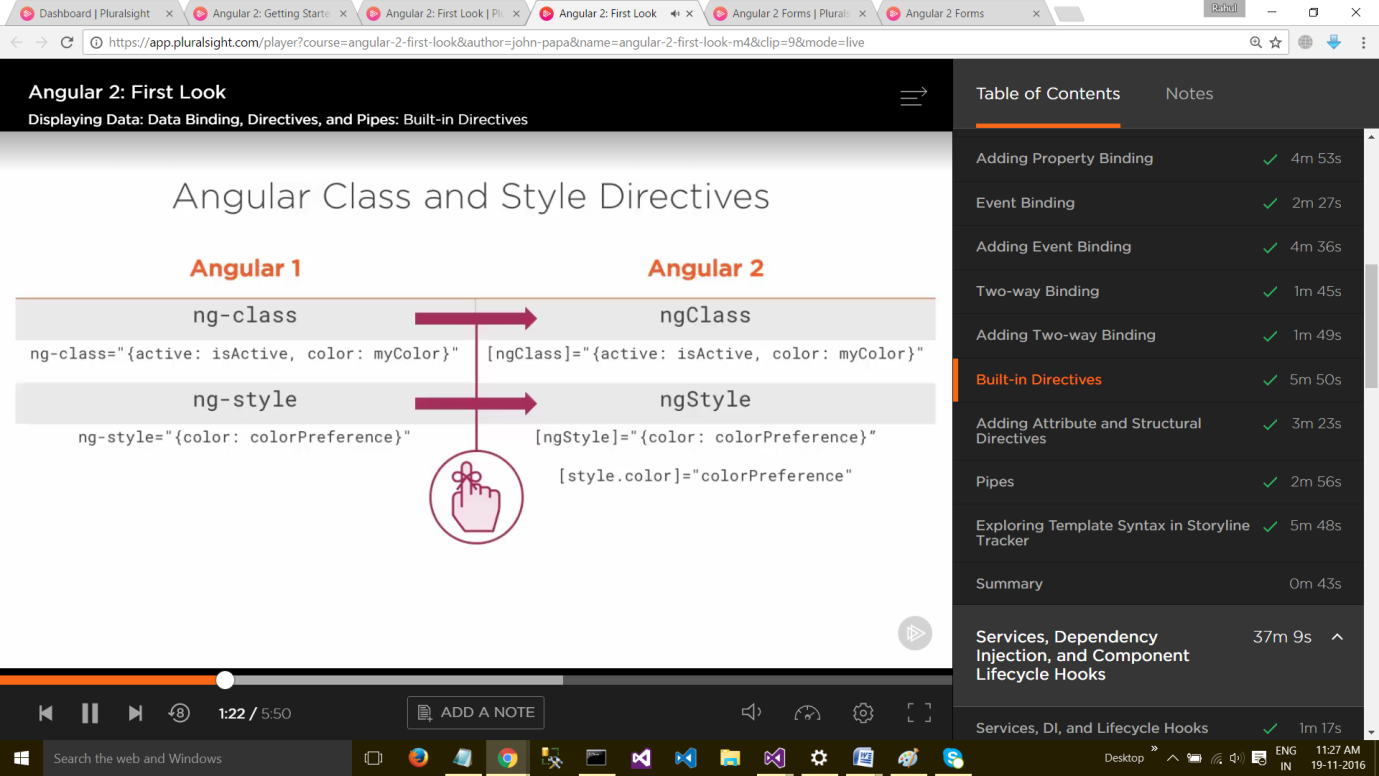 Dashboard | Pluralsight
Angular 2: Getting Starte
Angular 2: First Look | Plu
Angular 2: First Look
Angular 2 Forms | Plurals
Angular 2 Forms
Rahul
https://app.pluralsight.com/player?course=angular-2-first-look&author=john-papa&name=angular-2-first-look-m4&clip=9&mode=live
Angular 2: First Look
Displaying Data: Data Binding, Directives, and Pipes: Built-in Directives
Angular Class and Style Directives
Angular 1
Angular 2
ng-class
ngClass
ng-class="{active: isActive, color: myColor}"
[ngClass]="{active: isActive, color: myColor}"
ng-style
ngStyle
ng-style="{color: colorPreference}"
[ngStyle]="{color: colorPreference}”
[style.color]="colorPreference"
8
1:22 / 5:50
ADD A NOTE
Table of Contents
Notes
Adding Property Binding 4m 53s
Event Binding 2m 27s
Adding Event Binding 4m 36s
Two-way Binding 1m 45s
Adding Two-way Binding 1m 49s
Built-in Directives 5m 50s
Adding Attribute and Structural 3m 23s
Directives
Pipes 2m 56s
Exploring Template Syntax in Storyline 5m 48s
Tracker
Summary 0m 43s
Services, Dependency 37m 9s
Injection, and Component
Lifecycle Hooks
Services, DI, and Lifecycle Hooks 1m 17s
Search the web and Windows
Desktop
ENG
IN
11:27 AM
19-11-2016